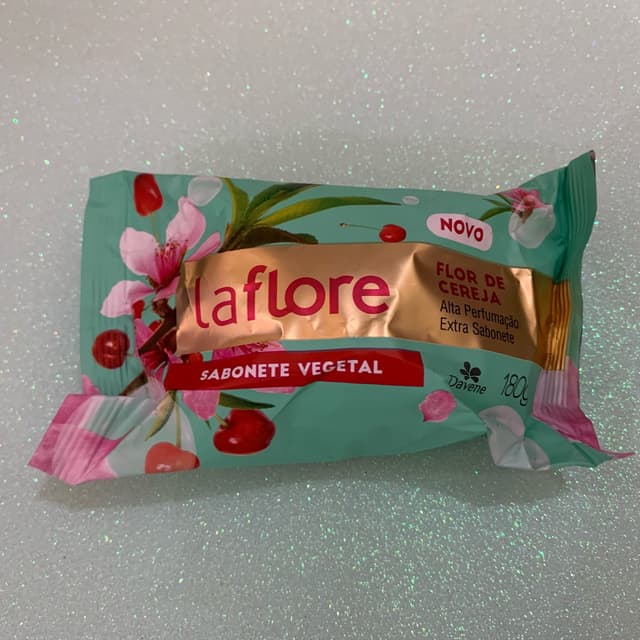 NOVO
laflore
FLOR DE
CEREJA
Alta Perfumação
Extra Sabonete
SABONETE VEGETAL
Davene
180g